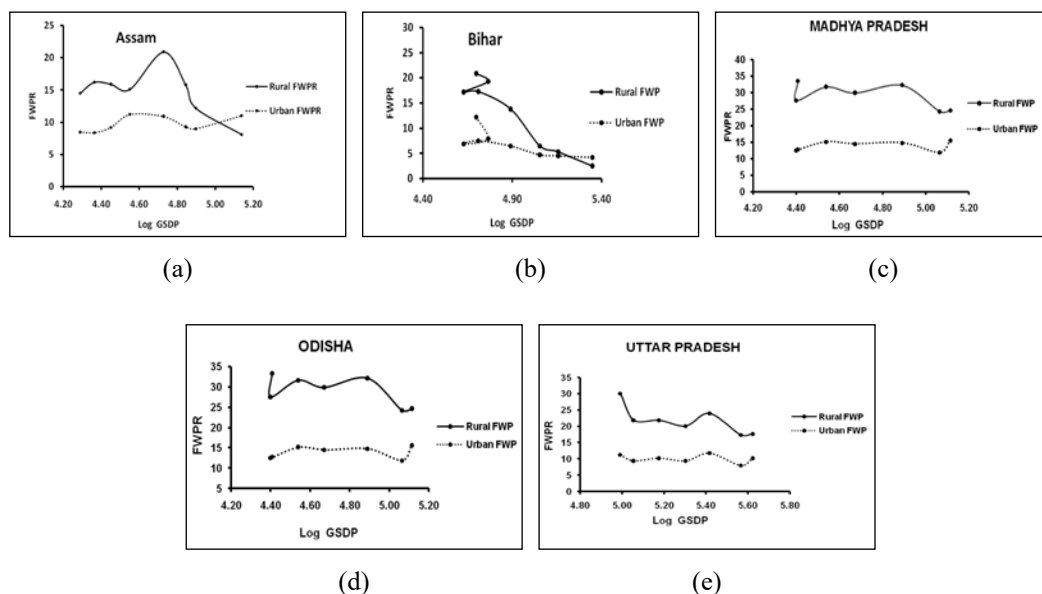 Assam
FWPR
25
20
15
10
5
0
4.20 4.40 4.60 4.80 5.00 5.20
Log GSDP
Rural FWPR
Urban FWPR
(a)
Bihar
FWPR
30
25
20
15
10
5
0
4.40 4.90 5.40
Log GSDP
Rural FWP
Urban FWP
(b)
MADHYA PRADESH
FWPR
40
35
30
25
20
15
10
5
0
4.20 4.40 4.60 4.80 5.00 5.20
Log GSDP
Rural FWP
Urban FWP
(c)
ODISHA
FWPR
35
30
25
20
15
10
5
4.20 4.40 4.60 4.80 5.00 5.20
Log GSDP
Rural FWP
Urban FWP
(d)
UTTAR PRADESH
FWPR
35
30
25
20
15
10
5
0
4.80 5.00 5.20 5.40 5.60 5.80
Log GSDP
Rural FWP
Urban FWP
(e)